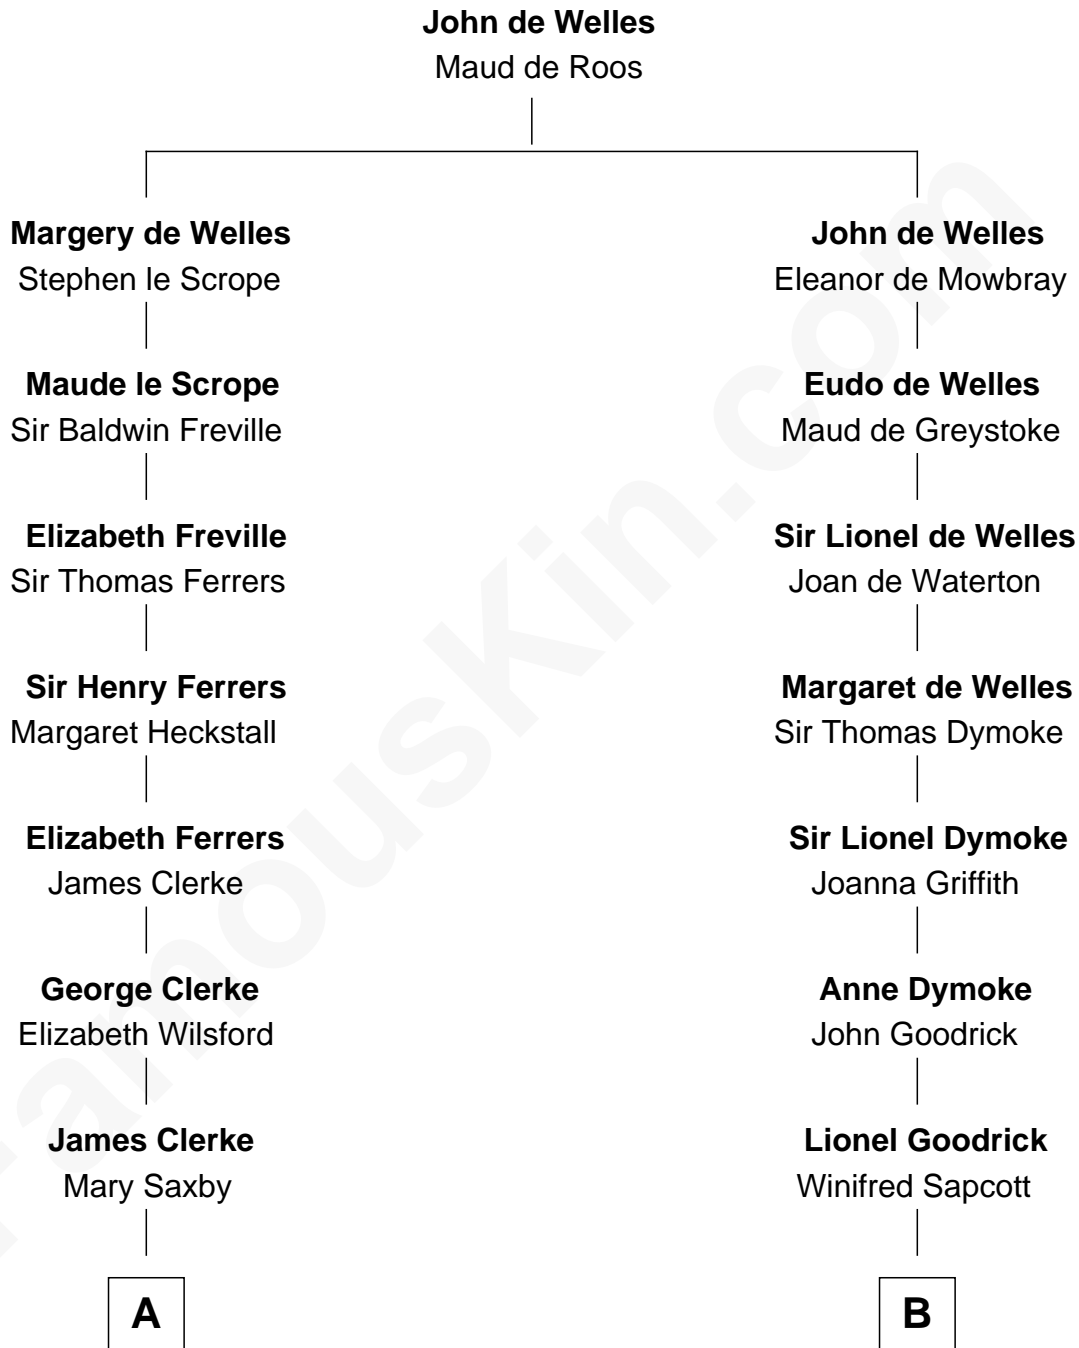 John de Welles
Maud de Roos
Margery de Welles
Stephen le Scrope
John de Welles
Eleanor de Mowbray
Maude le Scrope
Sir Baldwin Freville
Eudo de Welles
Maud de Greystoke
Elizabeth Freville
Sir Thomas Ferrers
Sir Lionel de Welles
Joan de Waterton
Sir Henry Ferrers
Margaret Heckstall
Margaret de Welles
Sir Thomas Dymoke
Elizabeth Ferrers
James Clerke
Sir Lionel Dymoke
Joanna Griffith
George Clerke
Elizabeth Wilsford
Anne Dymoke
John Goodrick
James Clerke
Mary Saxby
Lionel Goodrick
Winifred Sapcott
A
B
FamousKin.com